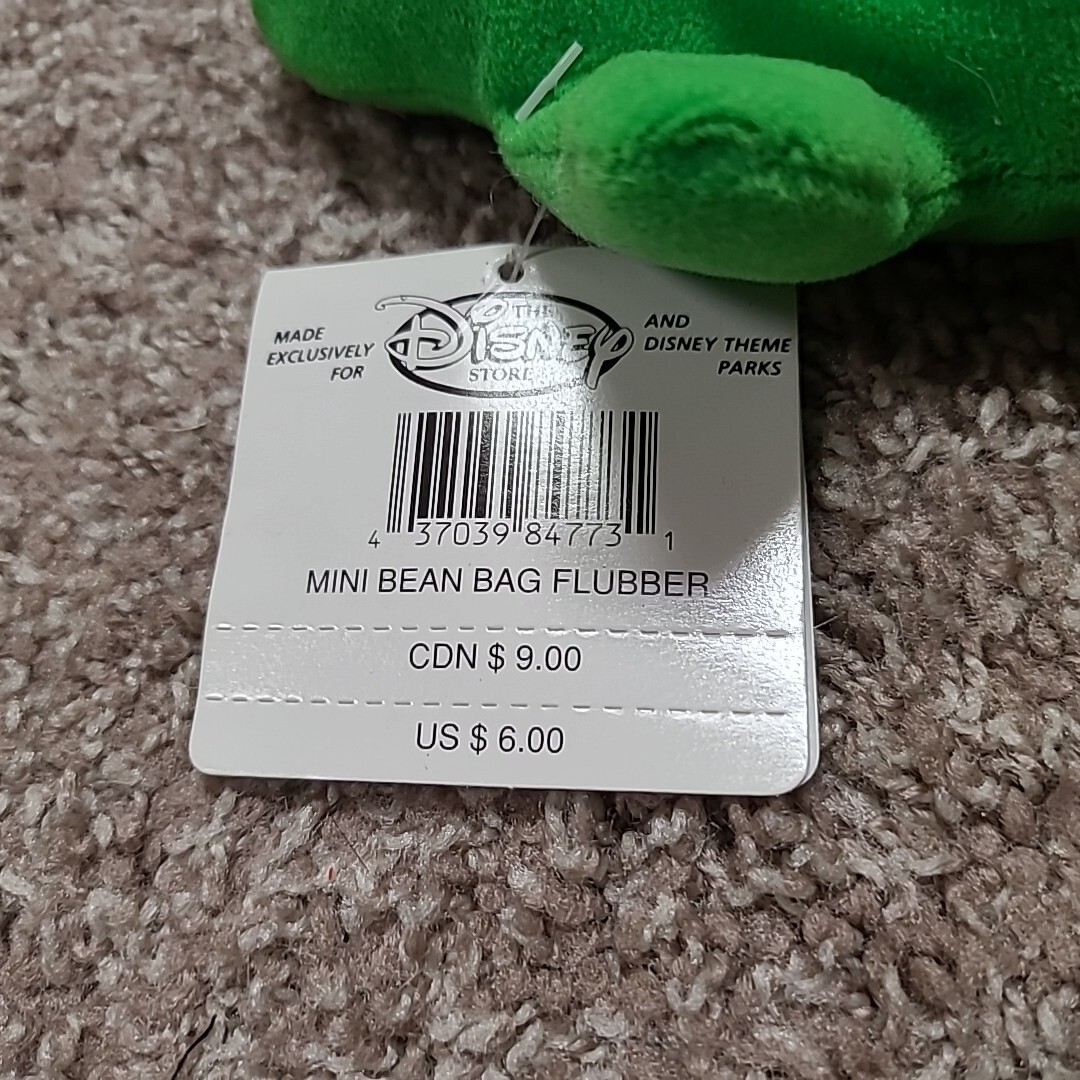 MADE
EXCLUSIVELY
FOR
THE
DISNEY
STORE
AND
DISNEY THEME
PARKS
4 37039 84773 1
MINI BEAN BAG FLUBBER
CDN $ 9.00
US $ 6.00